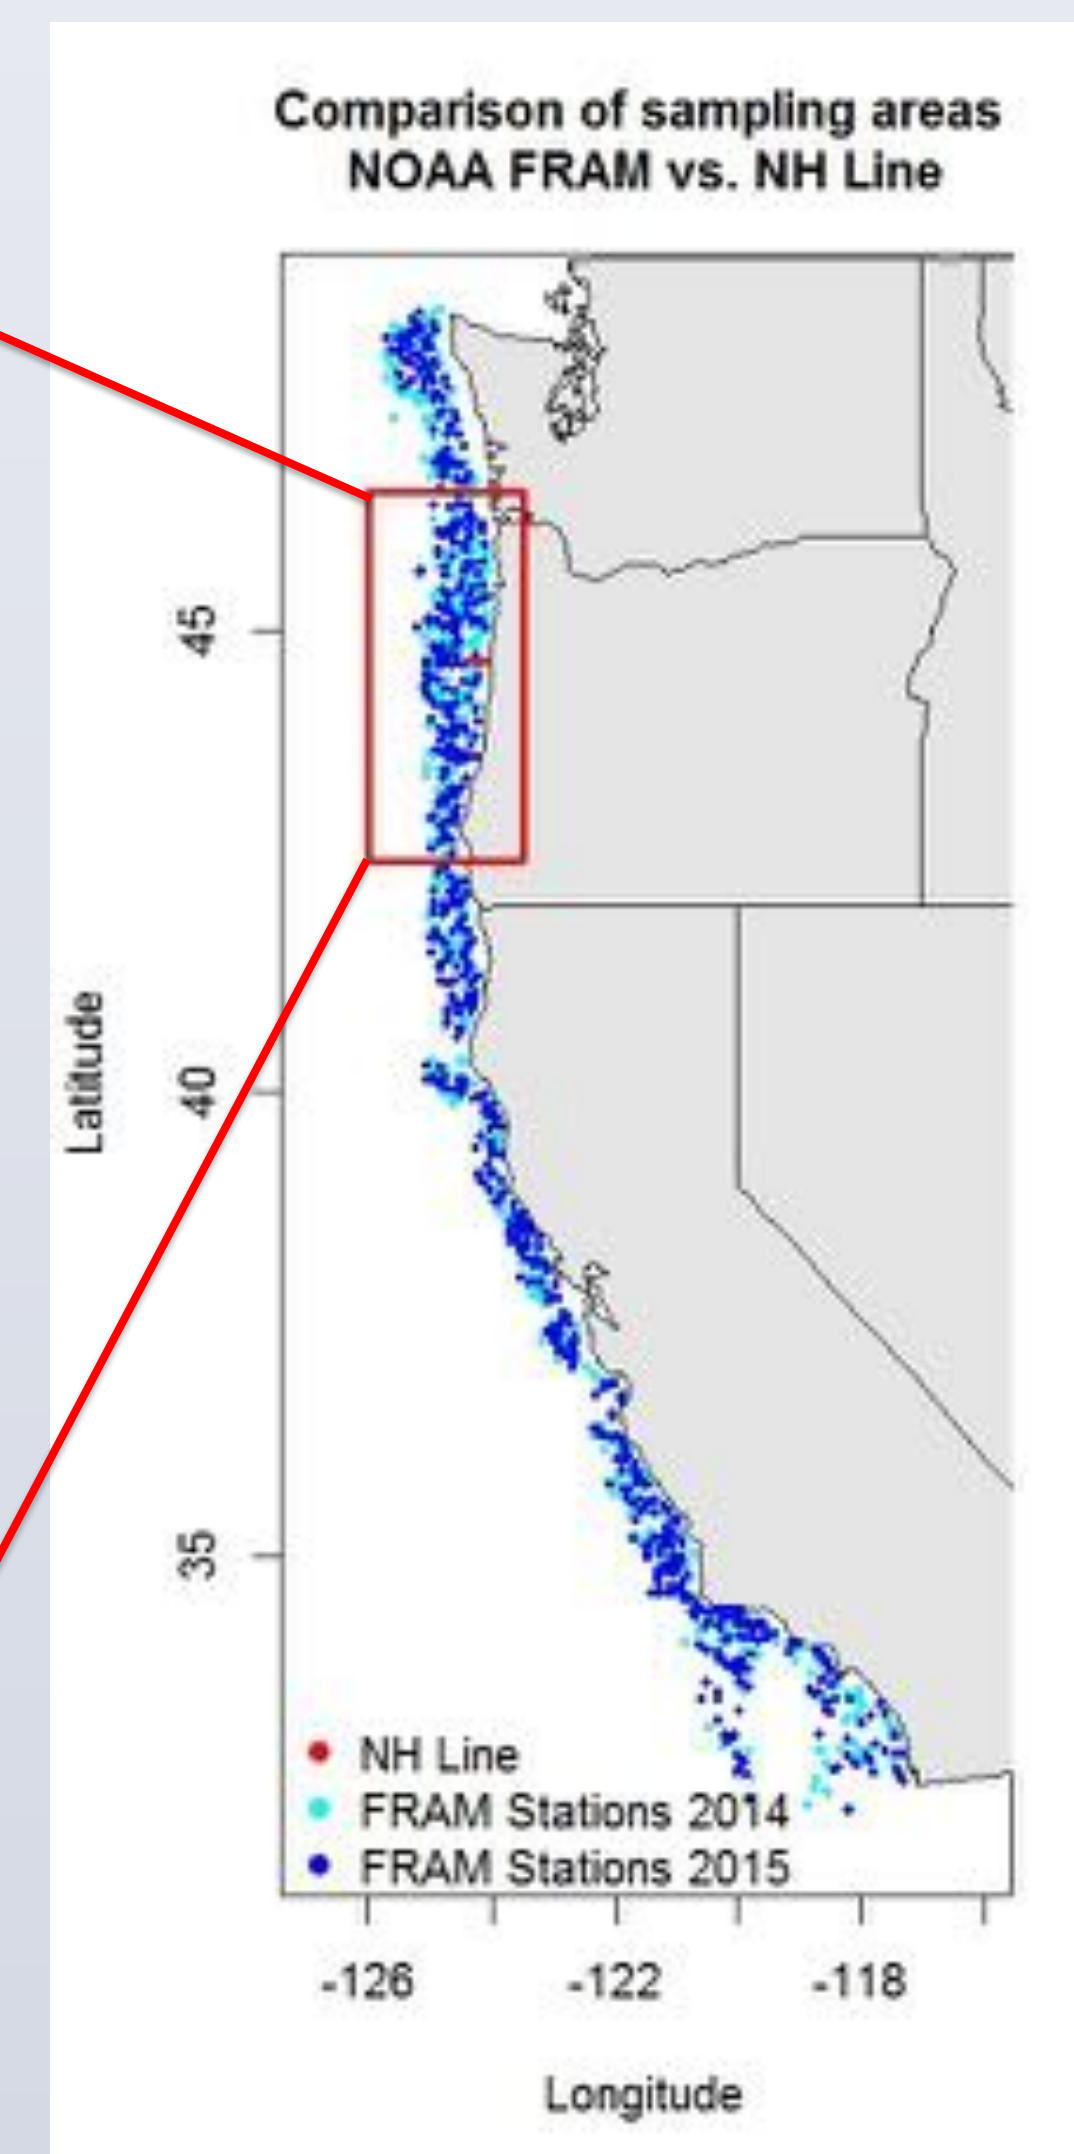 Comparison of sampling areas
NOAA FRAM vs. NH Line
45
40
35
Latitude
NH Line
FRAM Stations 2014
FRAM Stations 2015
-126
-122
-118
Longitude